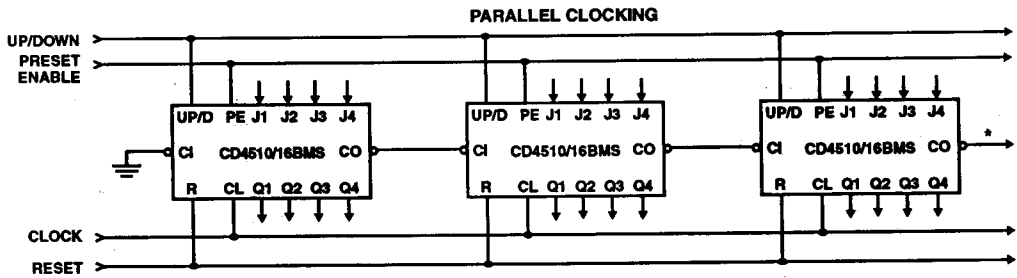 PARALLEL CLOCKING
UP/DOWN
PRESET
ENABLE
UP/D PE J1 J2 J3 J4
CI CD4510/16BMS CO
R CL Q1 Q2 Q3 Q4
UP/D PE J1 J2 J3 J4
CI CD4510/16BMS CO
R CL Q1 Q2 Q3 Q4
UP/D PE J1 J2 J3 J4
CI CD4510/16BMS CO
R CL Q1 Q2 Q3 Q4
*
CLOCK
RESET